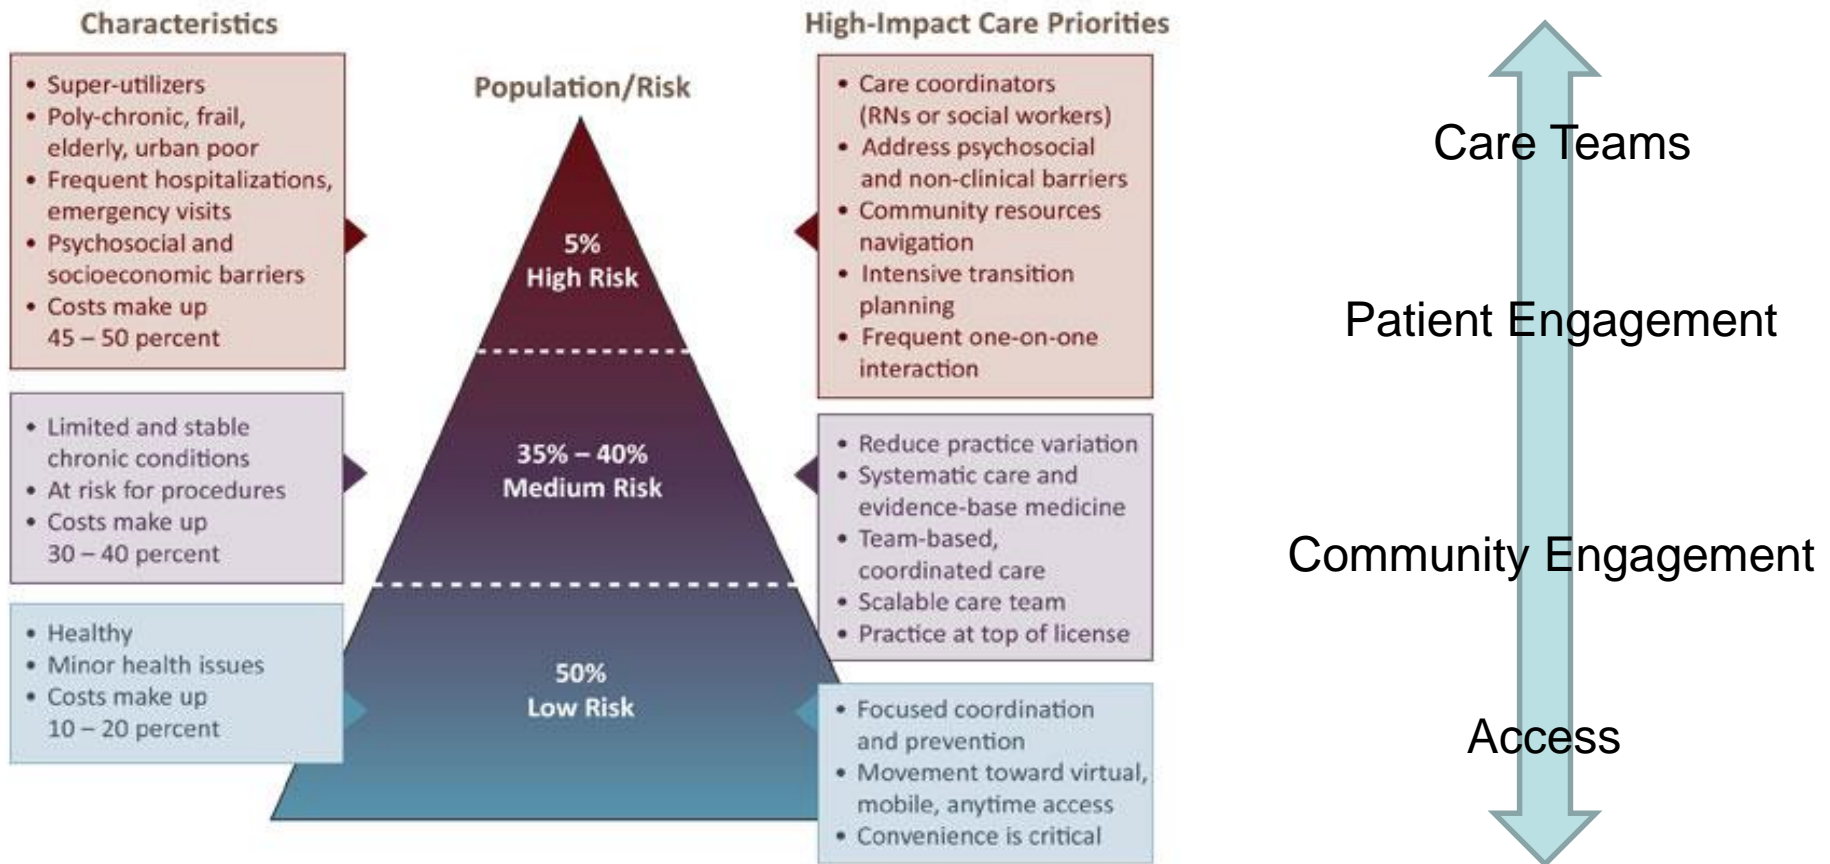 Characteristics
• Super-utilizers
• Poly-chronic, frail,
elderly, urban poor
• Frequent hospitalizations,
emergency visits
• Psychosocial and
socioeconomic barriers
• Costs make up
45 – 50 percent
• Limited and stable
chronic conditions
• At risk for procedures
• Costs make up
30 – 40 percent
• Healthy
• Minor health issues
• Costs make up
10 – 20 percent
Population/Risk
5%
High Risk
35% – 40%
Medium Risk
50%
Low Risk
High-Impact Care Priorities
• Care coordinators
(RNs or social workers)
• Address psychosocial
and non-clinical barriers
• Community resources
navigation
• Intensive transition
planning
• Frequent one-on-one
interaction
• Reduce practice variation
• Systematic care and
evidence-base medicine
• Team-based,
coordinated care
• Scalable care team
• Practice at top of license
• Focused coordination
and prevention
• Movement toward virtual,
mobile, anytime access
• Convenience is critical
Care Teams
Patient Engagement
Community Engagement
Access